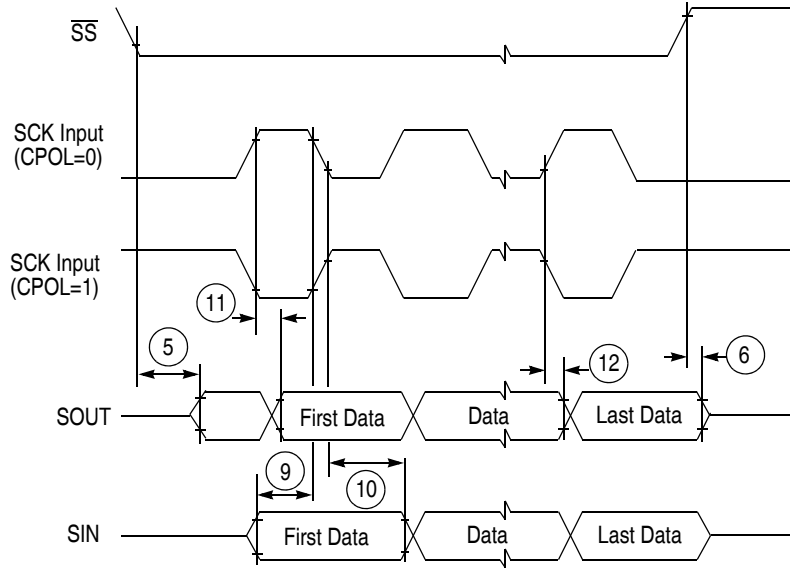 S̅S̅
SCK Input
(CPOL=0)
SCK Input
(CPOL=1)
11
5
12
6
SOUT
First Data
Data
Last Data
9
10
SIN
First Data
Data
Last Data